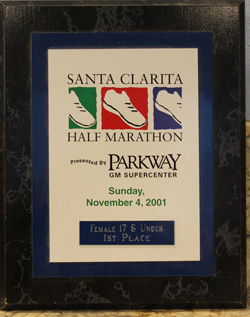 SANTA CLARITA
HALF MARATHON
Presented By PARKWAY
GM SUPERCENTER
Sunday,
November 4, 2001
FEMALE 17 & UNDER
1ST PLACE